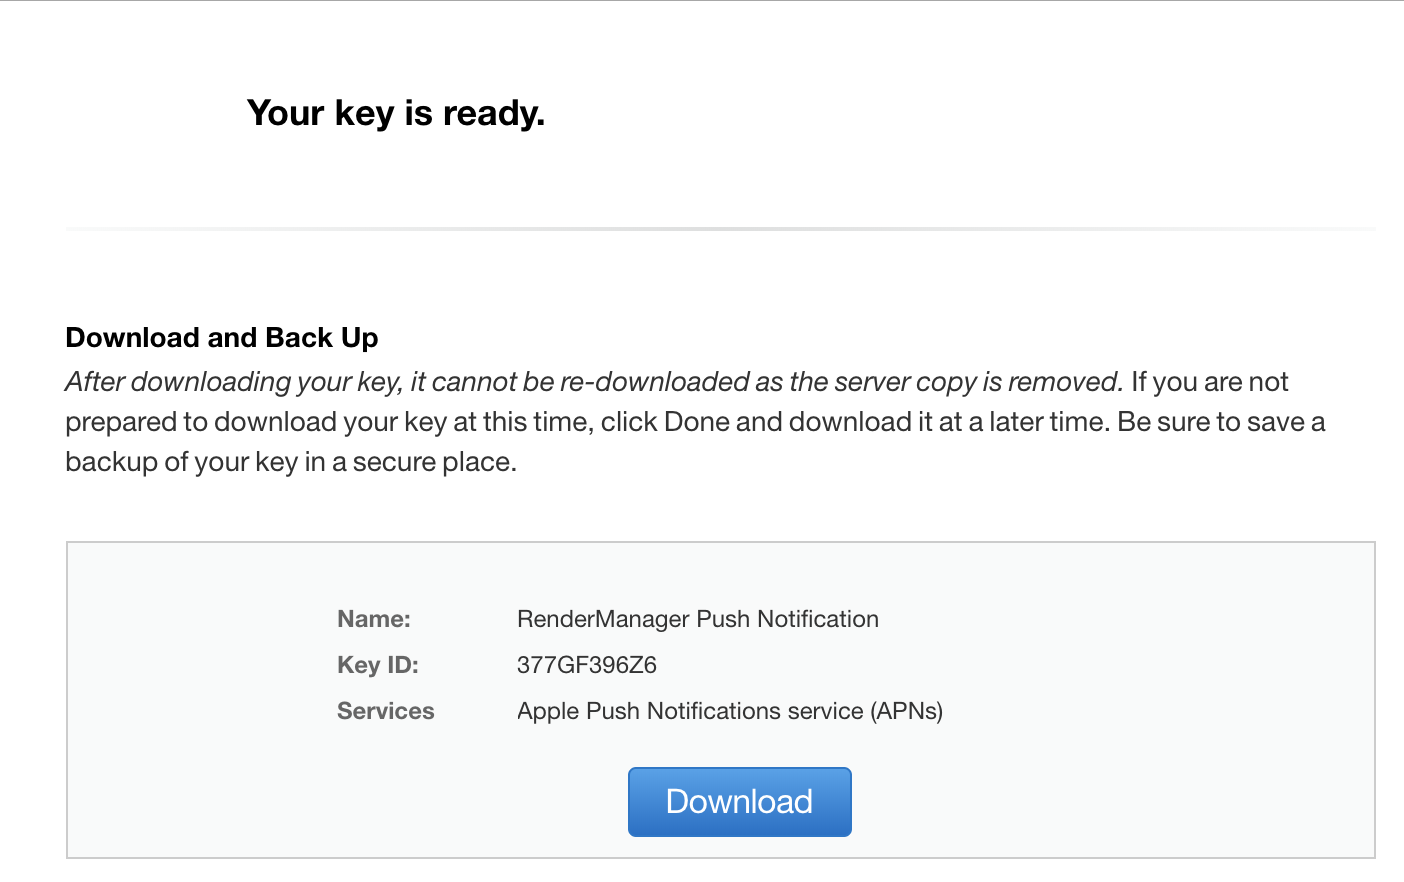 Your key is ready.
Download and Back Up
After downloading your key, it cannot be re-downloaded as the server copy is removed. If you are not
prepared to download your key at this time, click Done and download it at a later time. Be sure to save a
backup of your key in a secure place.
Name: RenderManager Push Notification
Key ID: 377GF396Z6
Services Apple Push Notifications service (APNs)
Download